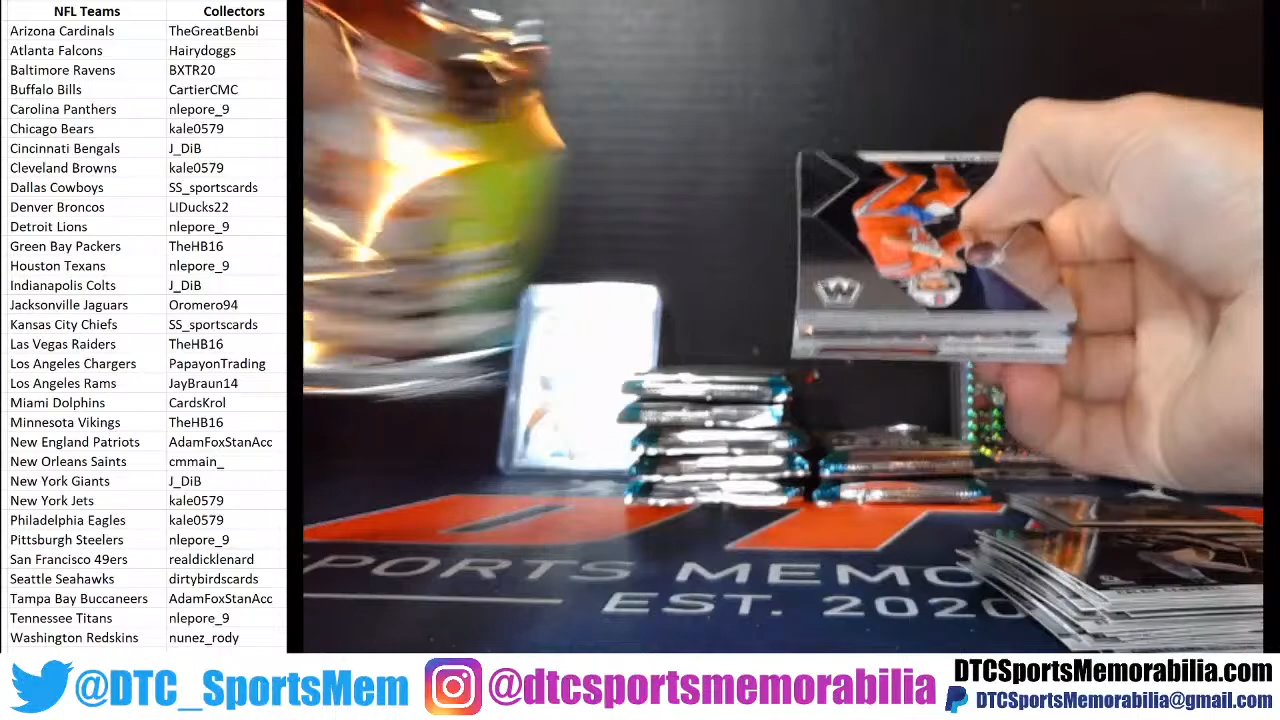 NFL Teams Collectors
Arizona Cardinals TheGreatBenbi
Atlanta Falcons Hairydoggs
Baltimore Ravens BXTR20
Buffalo Bills CartierCMC
Carolina Panthers nlepore_9
Chicago Bears kale0579
Cincinnati Bengals J_DiB
Cleveland Browns kale0579
Dallas Cowboys SS_sportscards
Denver Broncos LIDucks22
Detroit Lions nlepore_9
Green Bay Packers TheHB16
Houston Texans nlepore_9
Indianapolis Colts J_DiB
Jacksonville Jaguars Oromero94
Kansas City Chiefs SS_sportscards
Las Vegas Raiders TheHB16
Los Angeles Chargers PapayonTrading
Los Angeles Rams JayBraun14
Miami Dolphins CardsKrol
Minnesota Vikings TheHB16
New England Patriots AdamFoxStanAcc
New Orleans Saints cmmain_
New York Giants J_DiB
New York Jets kale0579
Philadelphia Eagles kale0579
Pittsburgh Steelers nlepore_9
San Francisco 49ers realdicklenard
Seattle Seahawks dirtybirdscards
Tampa Bay Buccaneers AdamFoxStanAcc
Tennessee Titans nlepore_9
Washington Redskins nunez_rody
PORTS MEMO
EST. 2020
@DTC_SportsMem
@dtcsportsmemorabilia
DTCSportsMemorabilia.com
DTCSportsMemorabilia@gmail.com